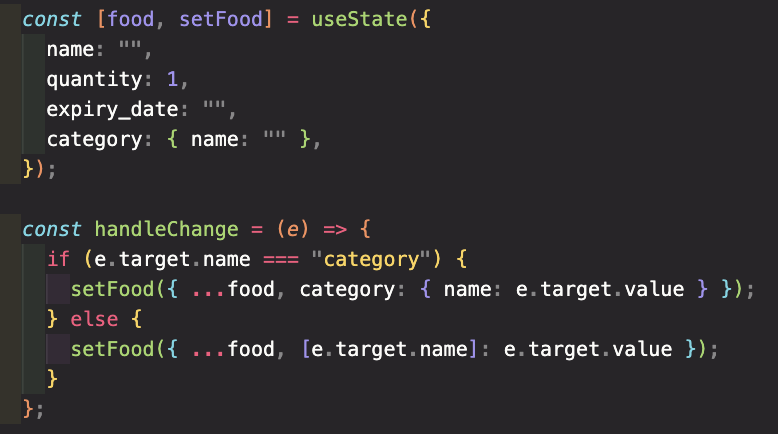 const [food, setFood] = useState({
  name: "",
  quantity: 1,
  expiry_date: "",
  category: { name: "" },
});

const handleChange = (e) => {
  if (e.target.name === "category") {
    setFood({ ...food, category: { name: e.target.value } });
  } else {
    setFood({ ...food, [e.target.name]: e.target.value });
  }
};